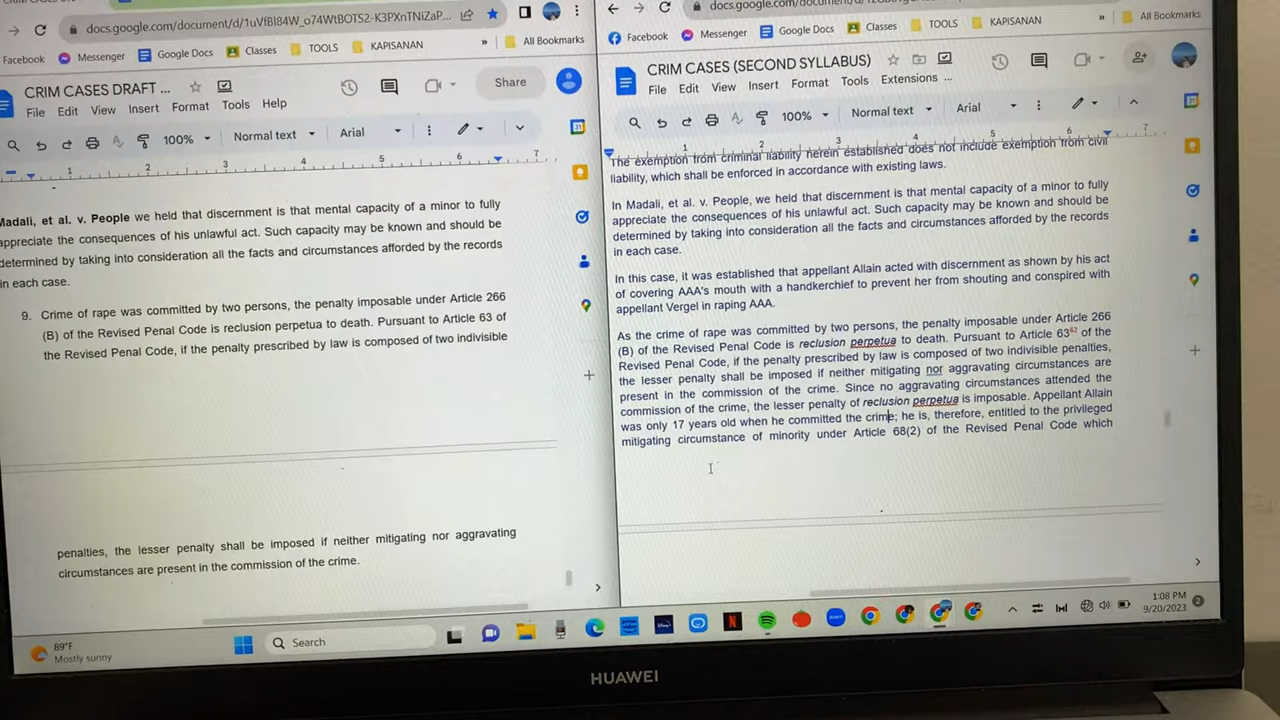 docs.google.com/document/d/1uVfBl84W_o74WtBOTS2-K3PXnTNiZaP...
Facebook
Messenger
Google Docs
Classes
TOOLS
KAPISANAN
»
All Bookmarks
CRIM CASES DRAFT ...
Share
File Edit View Insert Format Tools Help
100%
Normal text
Arial
1 2 3 4 5 6 7
Madali, et al. v. People we held that discernment is that mental capacity of a minor to fully
appreciate the consequences of his unlawful act. Such capacity may be known and should be
determined by taking into consideration all the facts and circumstances afforded by the records
in each case.
9. Crime of rape was committed by two persons, the penalty imposable under Article 266
(B) of the Revised Penal Code is reclusion perpetua to death. Pursuant to Article 63 of
the Revised Penal Code, if the penalty prescribed by law is composed of two indivisible
penalties, the lesser penalty shall be imposed if neither mitigating nor aggravating
circumstances are present in the commission of the crime.
Facebook
Messenger
Google Docs
Classes
TOOLS
KAPISANAN
»
All Bookmarks
CRIM CASES (SECOND SYLLABUS)
File Edit View Insert Format Tools Extensions ...
100%
Normal text
Arial
1 2 3 4 5 6 7
The exemption from criminal liability herein established does not include exemption from civil
liability, which shall be enforced in accordance with existing laws.
In Madali, et al. v. People, we held that discernment is that mental capacity of a minor to fully
appreciate the consequences of his unlawful act. Such capacity may be known and should be
determined by taking into consideration all the facts and circumstances afforded by the records
in each case.
In this case, it was established that appellant Allain acted with discernment as shown by his act
of covering AAA's mouth with a handkerchief to prevent her from shouting and conspired with
appellant Vergel in raping AAA.
As the crime of rape was committed by two persons, the penalty imposable under Article 266
(B) of the Revised Penal Code is reclusion perpetua to death. Pursuant to Article 63⁶² of the
Revised Penal Code, if the penalty prescribed by law is composed of two indivisible penalties,
the lesser penalty shall be imposed if neither mitigating nor aggravating circumstances are
present in the commission of the crime. Since no aggravating circumstances attended the
commission of the crime, the lesser penalty of reclusion perpetua is imposable. Appellant Allain
was only 17 years old when he committed the crime; he is, therefore, entitled to the privileged
mitigating circumstance of minority under Article 68(2) of the Revised Penal Code which
89°F
Mostly sunny
Search
1:08 PM
9/20/2023
2
HUAWEI